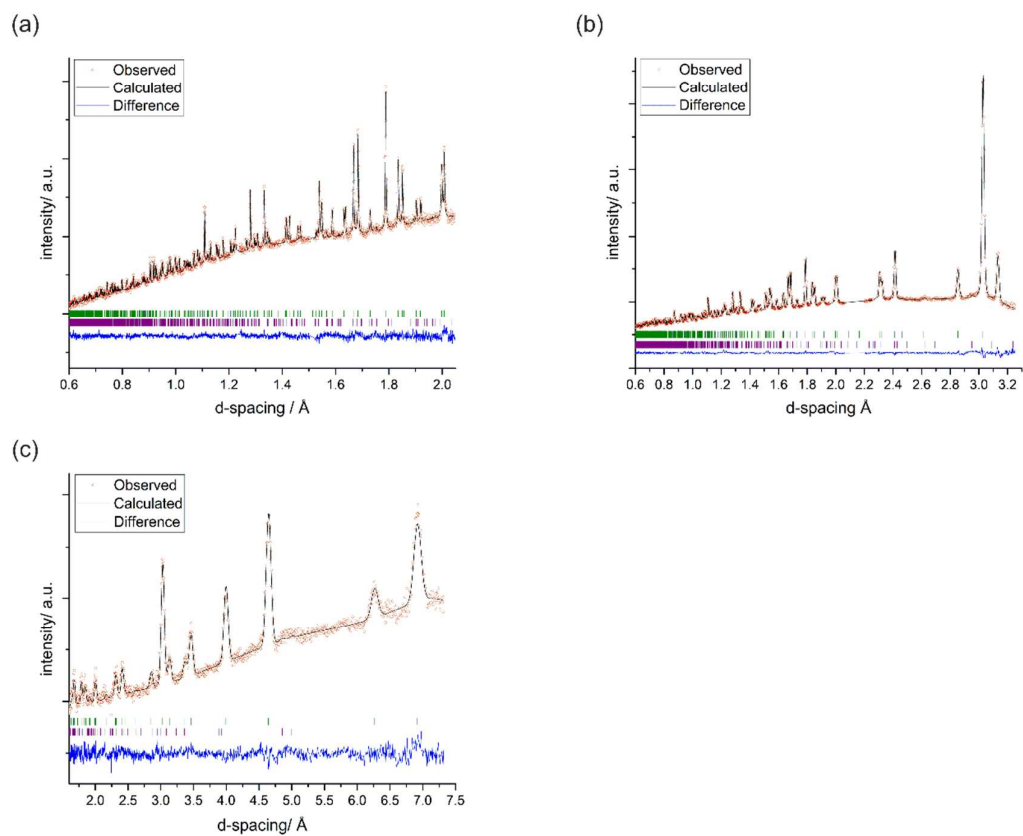 (a)
Observed
Calculated
Difference
intensity/ a.u.
0.6 0.8 1.0 1.2 1.4 1.6 1.8 2.0
d-spacing / Å
(b)
Observed
Calculated
Difference
intensity/ a.u.
0.6 0.8 1.0 1.2 1.4 1.6 1.8 2.0 2.2 2.4 2.6 2.8 3.0 3.2
d-spacing Å
(c)
Observed
Calculated
Difference
intensity/ a.u.
2.0 2.5 3.0 3.5 4.0 4.5 5.0 5.5 6.0 6.5 7.0 7.5
d-spacing/ Å